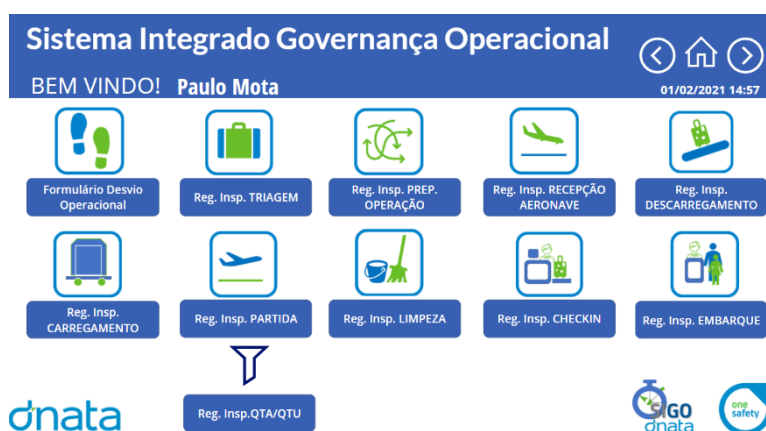 Sistema Integrado Governança Operacional
BEM VINDO! Paulo Mota
01/02/2021 14:57
Formulário Desvio
Operacional
Reg. Insp. TRIAGEM
Reg. Insp. PREP.
OPERAÇÃO
Reg. Insp. RECEPÇÃO
AERONAVE
Reg. Insp.
DESCARREGAMENTO
Reg. Insp.
CARREGAMENTO
Reg. Insp. PARTIDA
Reg. Insp. LIMPEZA
Reg. Insp. CHECKIN
Reg. Insp. EMBARQUE
Reg. Insp.QTA/QTU
dnata
SIGO
dnata
one
safety